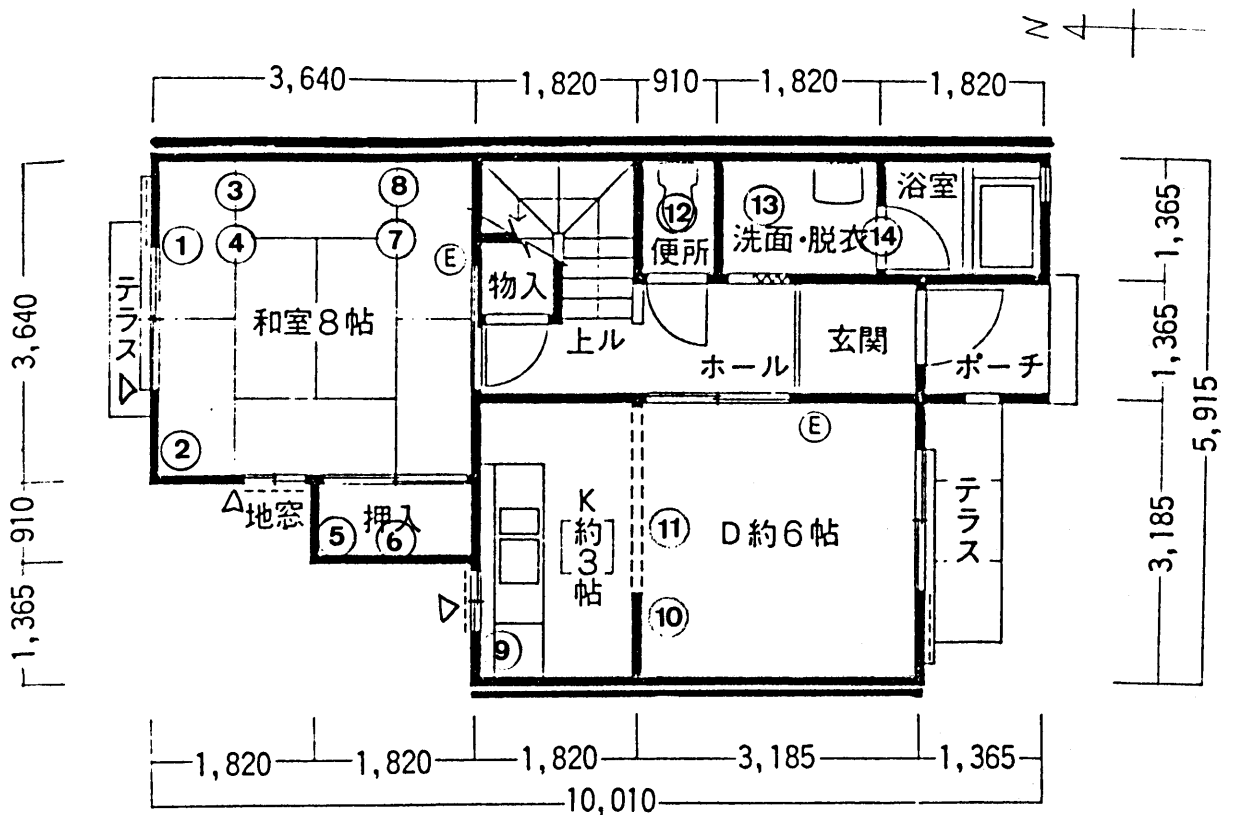 N
3,640
1,820
910
1,820
1,820
③
⑧
浴室
④
⑦
①
Ⓔ
⑫
便所
⑬
洗面・脱衣
⑭
1,365
テラス
和室8帖
物入
3,640
上ル
ホール
玄関
ポーチ
1,365
5,915
②
Ⓔ
地窓
押入
⑤
⑥
910
K
[約3]
帖
⑪
D約6帖
テラス
3,185
1,365
⑩
⑨
1,820
1,820
1,820
3,185
1,365
10,010